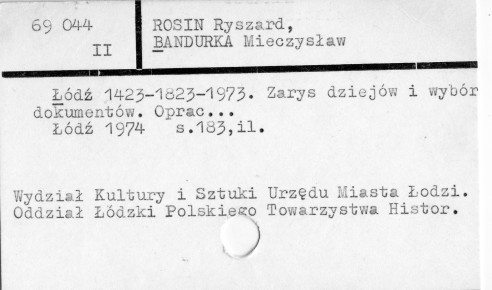 69 044
II
ROSIN Ryszard,
BANDURKA Mieczysław
Łódź 1423-1823-1973. Zarys dziejów i wybór
dokumentów. Oprac...
Łódź 1974 s.183,il.
Wydział Kultury i Sztuki Urzędu Miasta Łodzi.
Oddział Łódzki Polskiego Towarzystwa Histor.